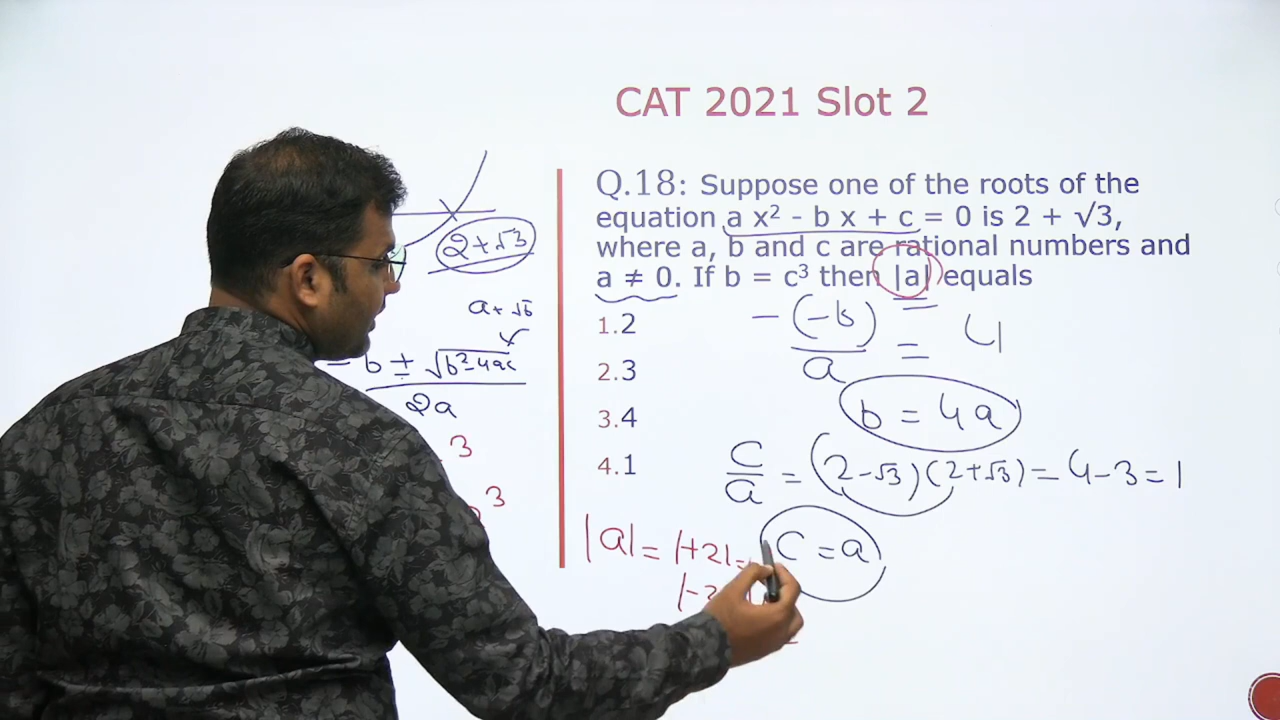 CAT 2021 Slot 2
Q.18: Suppose one of the roots of the
equation a x² - b x + c = 0 is 2 + √3,
where a, b and c are rational numbers and
a ≠ 0. If b = c³ then |a| equals
1.2
2.3
3.4
4.1
2+√3
a+√b
- b ± √b²-4ac
2a
3
3
-(-b)/a = 4
b = 4a
c/a = (2-√3)(2+√3) = 4-3 = 1
c = a
|a| = |+2| =
|-2